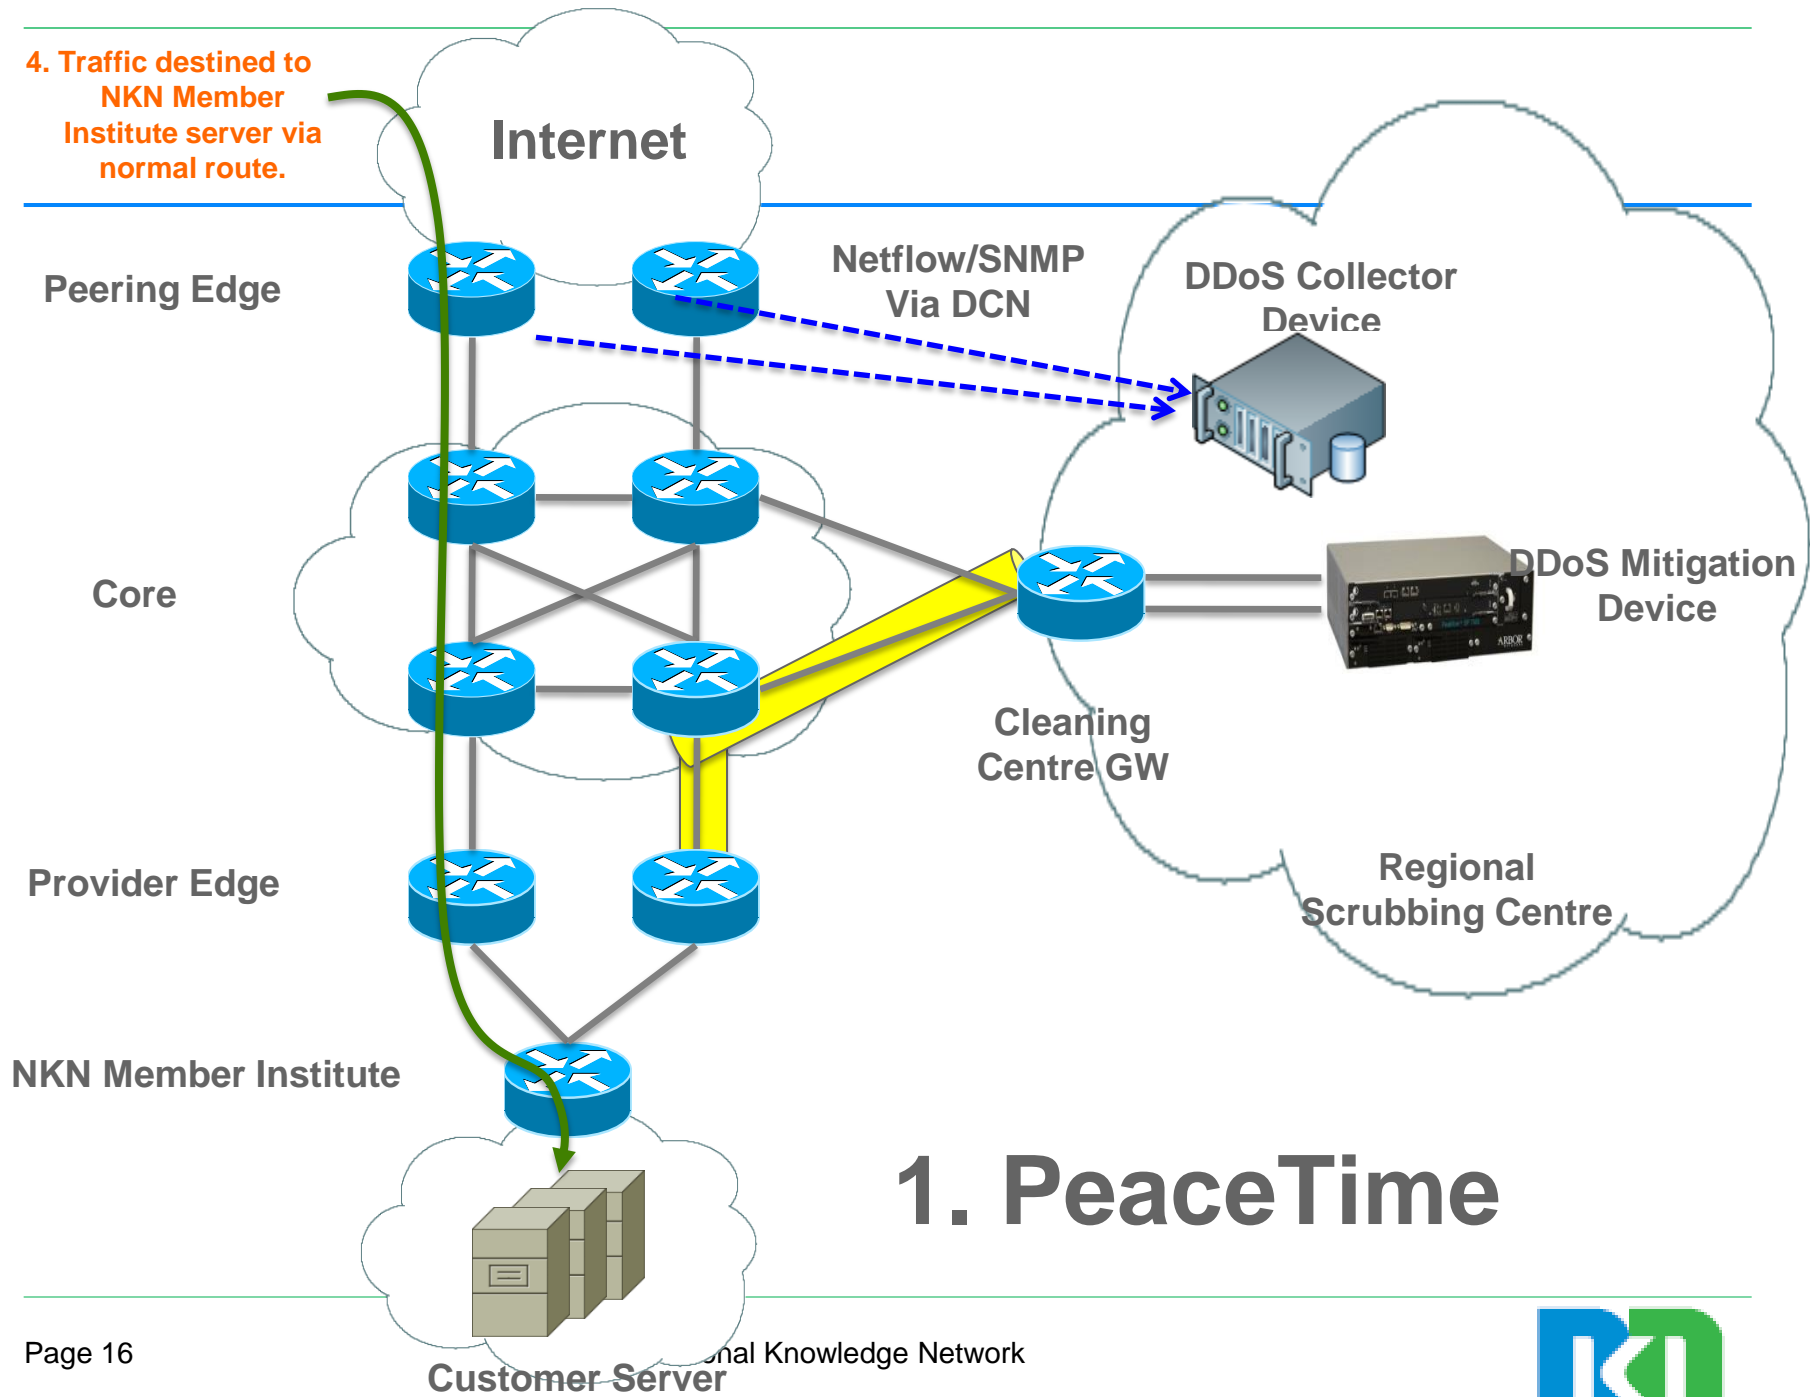 4. Traffic destined to
NKN Member
Institute server via
normal route.
Internet
Peering Edge
Netflow/SNMP
Via DCN
DDoS Collector
Device
Core
DDoS Mitigation
Device
ARBOR
Cleaning
Centre GW
Provider Edge
Regional
Scrubbing Centre
NKN Member Institute
1. PeaceTime
Page 16
Knowledge Network
Customer Server